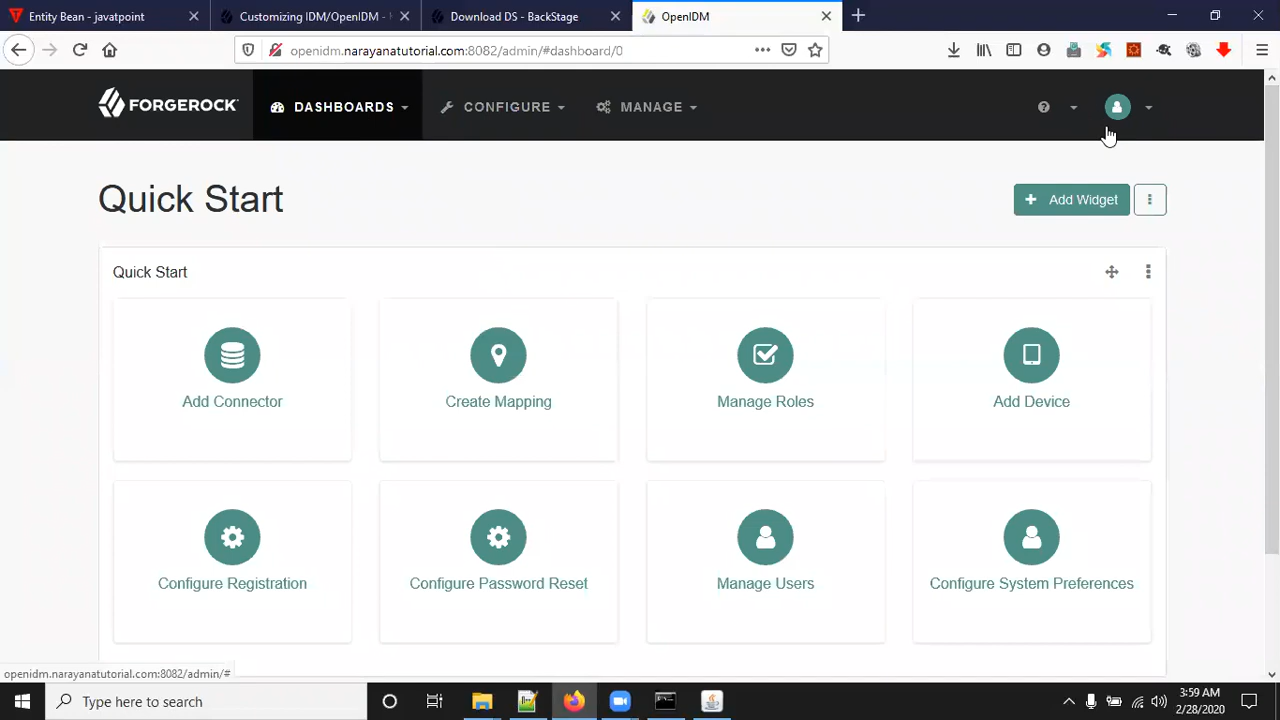 Entity Bean - javatpoint
Customizing IDM/OpenIDM -
Download DS - BackStage
OpenIDM
openidm.narayanatutorial.com:8082/admin/#dashboard/0
FORGEROCK
DASHBOARDS
CONFIGURE
MANAGE
Quick Start
Add Widget
Quick Start
Add Connector
Create Mapping
Manage Roles
Add Device
Configure Registration
Configure Password Reset
Manage Users
Configure System Preferences
openidm.narayanatutorial.com:8082/admin/#
Type here to search
3:59 AM
2/28/2020